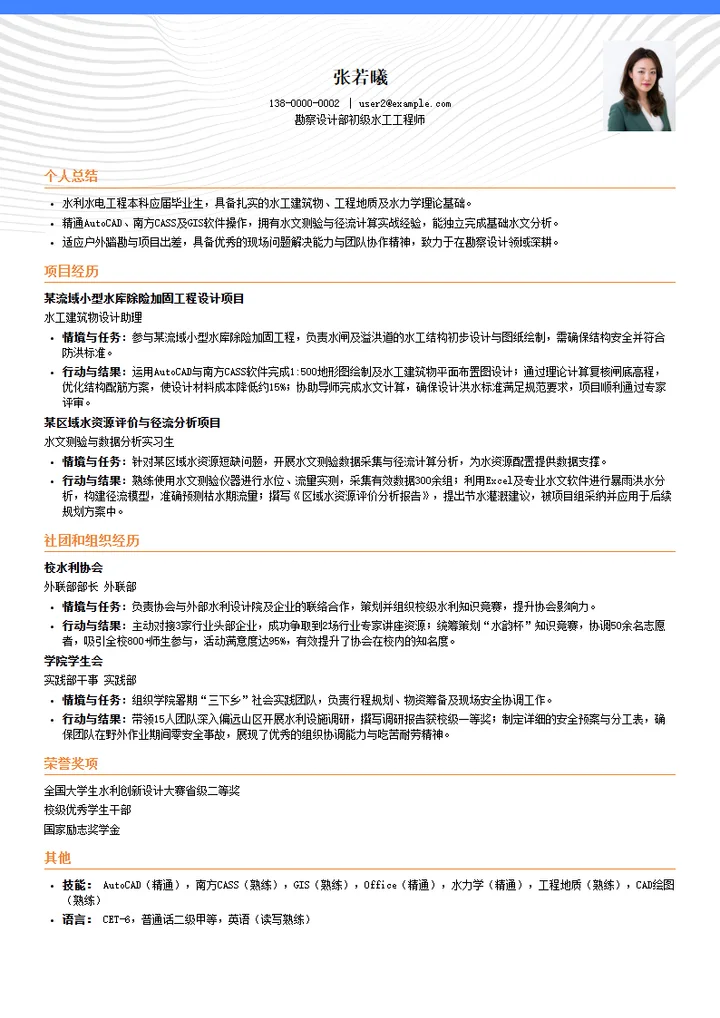 张若曦
138-0000-0002 | user2@example.com
勘察设计部初级水工工程师
个人总结
• 水利水电工程本科应届毕业生，具备扎实的水工建筑物、工程地质及水力学理论基础。
• 精通AutoCAD、南方CASS及GIS软件操作，拥有水文测验与径流计算实战经验，能独立完成基础水文分析。
• 适应户外踏勘与项目出差，具备优秀的现场问题解决能力与团队协作精神，致力于在勘察设计领域深耕。
项目经历
某流域小型水库除险加固工程设计项目
水工建筑物设计助理
• 情境与任务：参与某流域小型水库除险加固工程，负责水闸及溢洪道的水工结构初步设计与图纸绘制，需确保结构安全并符合
防洪标准。
• 行动与结果：运用AutoCAD与南方CASS软件完成1:500地形图绘制及水工建筑物平面布置图设计；通过理论计算复核闸底高程，
优化结构配筋方案，使设计材料成本降低约15%；协助导师完成水文计算，确保设计洪水标准满足规范要求，项目顺利通过专家
评审。
某区域水资源评价与径流分析项目
水文测验与数据分析实习生
• 情境与任务：针对某区域水资源短缺问题，开展水文测验数据采集与径流计算分析，为水资源配置提供数据支撑。
• 行动与结果：熟练使用水文测验仪器进行水位、流量实测，采集有效数据300余组；利用Excel及专业水文软件进行暴雨洪水分
析，构建径流模型，准确预测枯水期流量；撰写《区域水资源评价分析报告》，提出节水灌溉建议，被项目组采纳并应用于后续
规划方案中。
社团和组织经历
校水利协会
外联部部长 外联部
• 情境与任务：负责协会与外部水利设计院及企业的联络合作，策划并组织校级水利知识竞赛，提升协会影响力。
• 行动与结果：主动对接3家行业头部企业，成功争取到2场行业专家讲座资源；统筹策划“水韵杯”知识竞赛，协调50余名志愿
者，吸引全校800+师生参与，活动满意度达95%，有效提升了协会在校内的知名度。
学院学生会
实践部干事 实践部
• 情境与任务：组织学院暑期“三下乡”社会实践团队，负责行程规划、物资筹备及现场安全协调工作。
• 行动与结果：带领15人团队深入偏远山区开展水利设施调研，撰写调研报告获校级一等奖；制定详细的安全预案与分工表，确
保团队在野外作业期间零安全事故，展现了优秀的组织协调能力与吃苦耐劳精神。
荣誉奖项
全国大学生水利创新设计大赛省级二等奖
校级优秀学生干部
国家励志奖学金
其他
• 技能： AutoCAD（精通），南方CASS（熟练），GIS（熟练），Office（精通），水力学（精通），工程地质（熟练），CAD绘图
（熟练）
• 语言： CET-6，普通话二级甲等，英语（读写熟练）